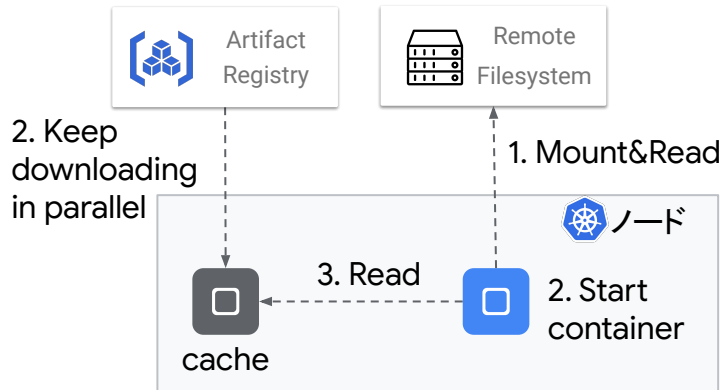 Artifact
Registry
Remote
Filesystem
2. Keep
downloading
in parallel
1. Mount&Read
ノード
3. Read
2. Start
container
cache